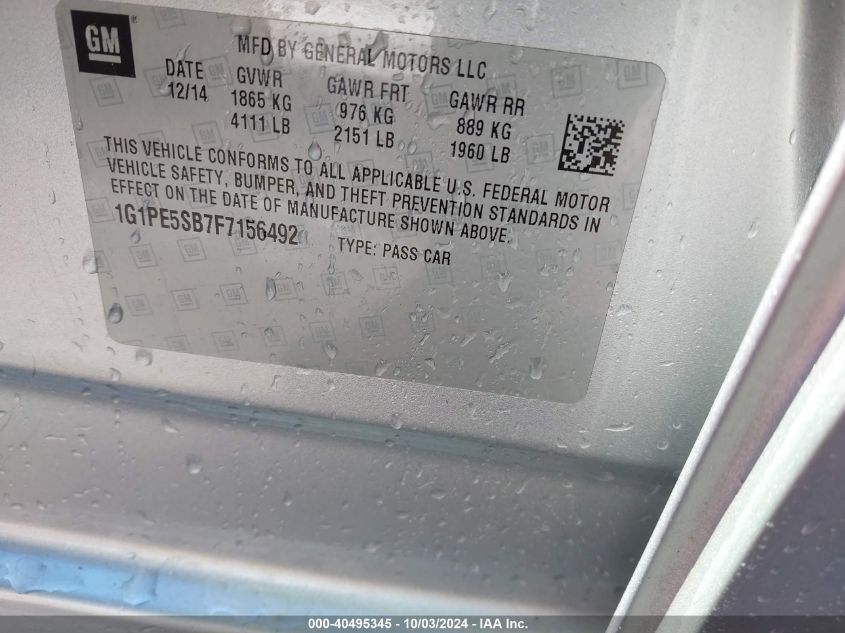 GM
MFD BY GENERAL MOTORS LLC
DATE GVWR GAWR FRT GAWR RR
12/14 1865 KG 976 KG 889 KG
4111 LB 2151 LB 1960 LB
THIS VEHICLE CONFORMS TO ALL APPLICABLE U.S. FEDERAL MOTOR
VEHICLE SAFETY, BUMPER, AND THEFT PREVENTION STANDARDS IN
EFFECT ON THE DATE OF MANUFACTURE SHOWN ABOVE.
1G1PE5SB7F7156492 TYPE: PASS CAR
000-40495345 - 10/03/2024 - IAA Inc.